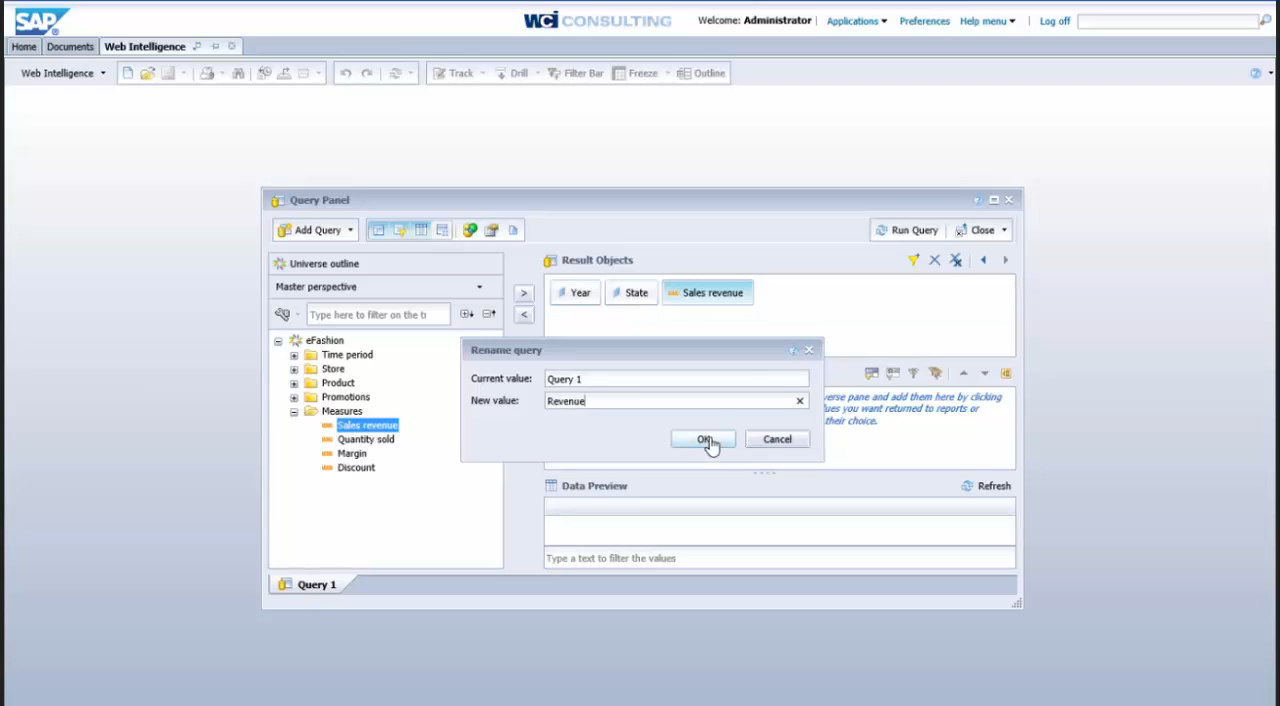 SAP
WCI CONSULTING
Welcome: Administrator
Applications
Preferences
Help menu
Log off
Home
Documents
Web Intelligence
Web Intelligence
Track
Drill
Filter Bar
Freeze
Outline
Query Panel
Add Query
Run Query
Close
Universe outline
Master perspective
Type here to filter on the tr
eFashion
Time period
Store
Product
Promotions
Measures
Sales revenue
Quantity sold
Margin
Discount
Result Objects
Year
State
Sales revenue
Rename query
Current value: Query 1
New value: Revenue
OK
Cancel
verse pane and add them here by clicking
ues you want returned to reports or
their choice.
Data Preview
Refresh
Type a text to filter the values
Query 1